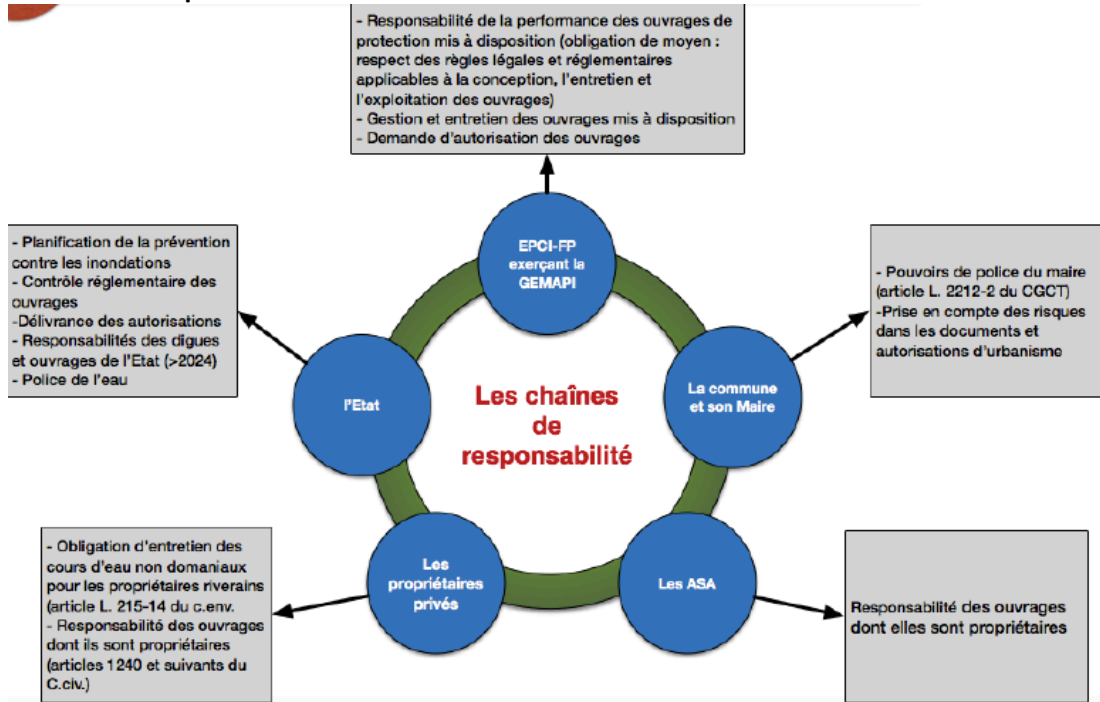 - Responsabilité de la performance des ouvrages de
protection mis à disposition (obligation de moyen :
respect des règles légales et réglementaires
applicables à la conception, l'entretien et
l'exploitation des ouvrages)
- Gestion et entretien des ouvrages mis à disposition
- Demande d'autorisation des ouvrages
EPCI-FP
exerçant la
GEMAPI
- Planification de la prévention
contre les inondations
- Contrôle réglementaire des
ouvrages
-Délivrance des autorisations
- Responsabilités des digues
et ouvrages de l'Etat (>2024)
- Police de l'eau
- Pouvoirs de police du maire
(article L. 2212-2 du CGCT)
-Prise en compte des risques
dans les documents et
autorisations d'urbanisme
l'Etat
Les chaînes
de
responsabilité
La commune
et son Maire
- Obligation d'entretien des
cours d'eau non domaniaux
pour les propriétaires riverains
(article L. 215-14 du c.env.
- Responsabilité des ouvrages
dont ils sont propriétaires
(articles 1240 et suivants du
C.civ.)
Les
propriétaires
privés
Les ASA
Responsabilité des ouvrages
dont elles sont propriétaires